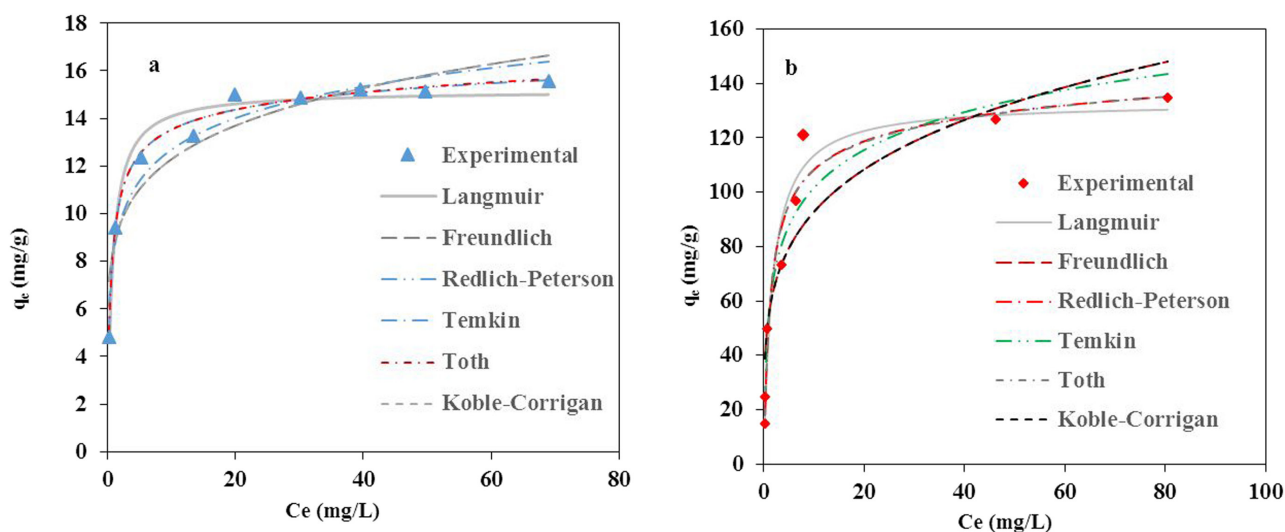 18
16
14
12
10
8
6
4
2
0
qe (mg/g)
a
Experimental
Langmuir
Freundlich
Redlich-Peterson
Temkin
Toth
Koble-Corrigan
0 20 40 60 80
Ce (mg/L)
160
140
120
100
80
60
40
20
0
qe (mg/g)
b
Experimental
Langmuir
Freundlich
Redlich-Peterson
Temkin
Toth
Koble-Corrigan
0 20 40 60 80 100
Ce (mg/L)